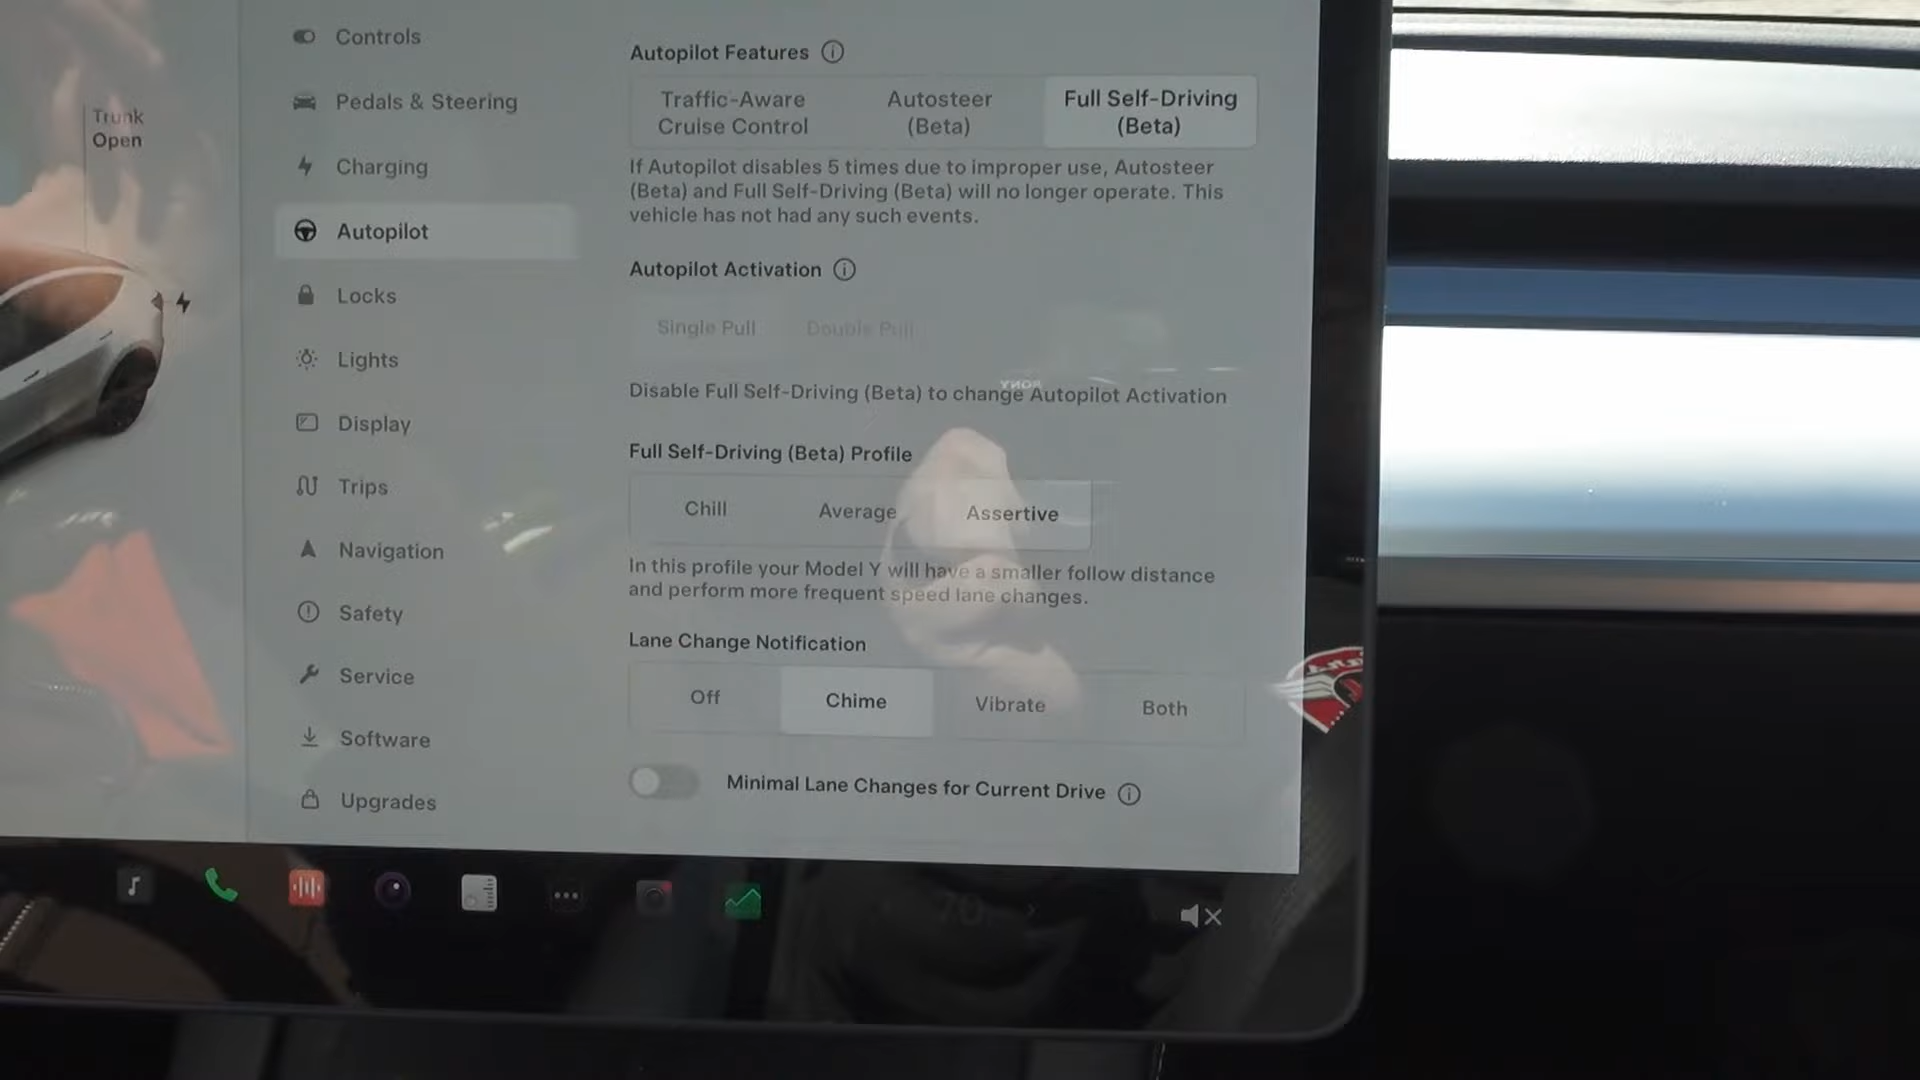 Trunk
Open
Controls
Pedals & Steering
Charging
Autopilot
Locks
Lights
Display
Trips
Navigation
Safety
Service
Software
Upgrades
Autopilot Features
Traffic-Aware
Cruise Control
Autosteer
(Beta)
Full Self-Driving
(Beta)
If Autopilot disables 5 times due to improper use, Autosteer
(Beta) and Full Self-Driving (Beta) will no longer operate. This
vehicle has not had any such events.
Autopilot Activation
Single Pull
Double Pull
Disable Full Self-Driving (Beta) to change Autopilot Activation
Full Self-Driving (Beta) Profile
Chill
Average
Assertive
In this profile your Model Y will have a smaller follow distance
and perform more frequent speed lane changes.
Lane Change Notification
Off
Chime
Vibrate
Both
Minimal Lane Changes for Current Drive
70